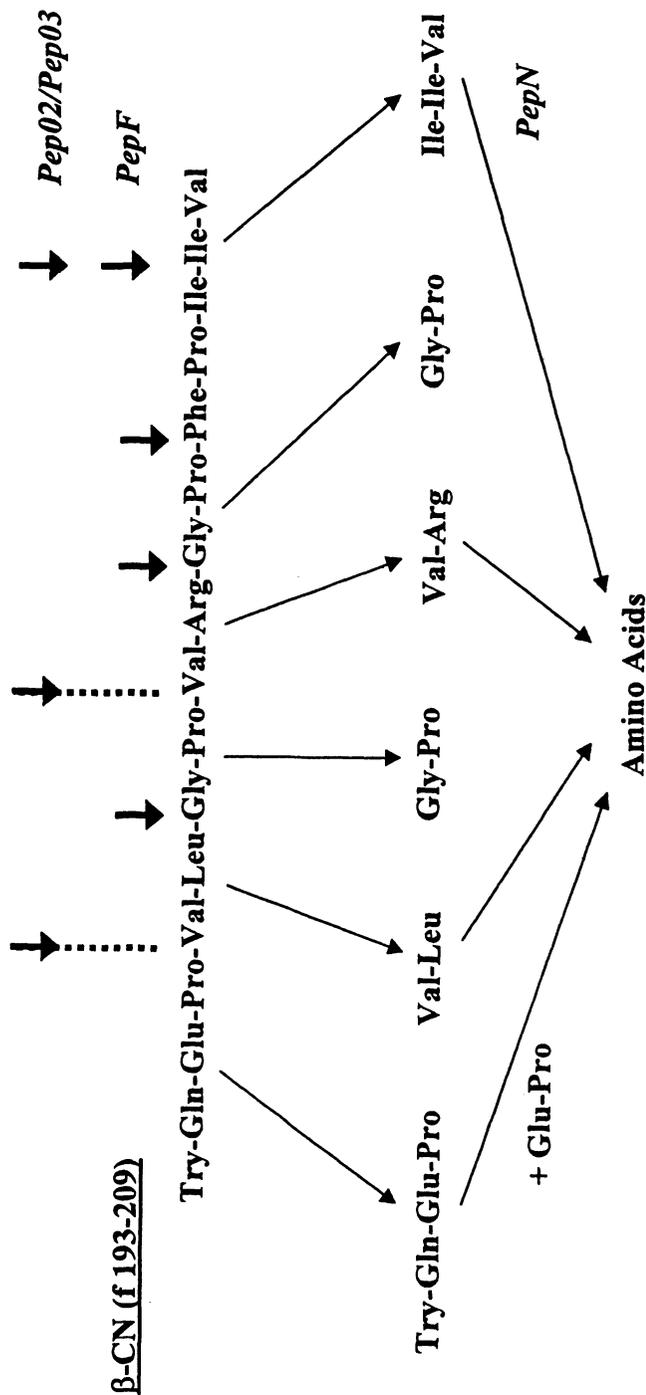 Pep02/Pep03
PepF
β-CN (f 193-209)
Try-Gln-Glu-Pro-Val-Leu-Gly-Pro-Val-Arg-Gly-Pro-Phe-Pro-Ile-Ile-Val
Try-Gln-Glu-Pro
Val-Leu
Gly-Pro
Val-Arg
Gly-Pro
Ile-Ile-Val
+ Glu-Pro
PepN
Amino Acids